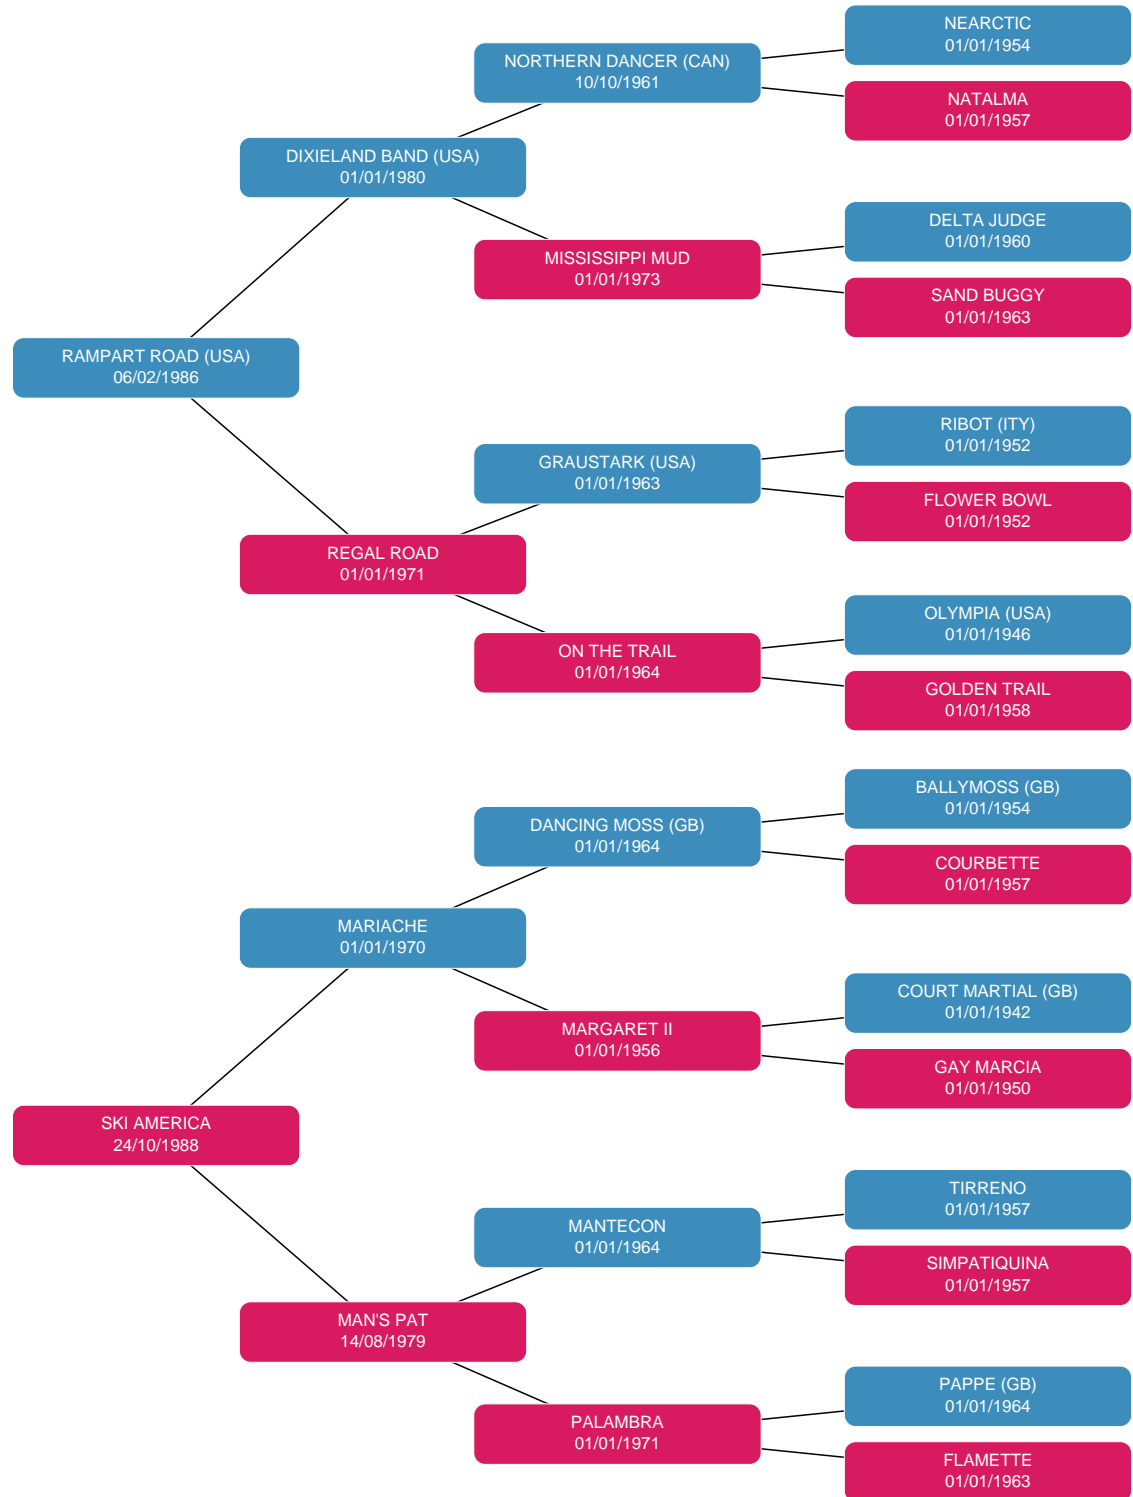 NEARCTIC
01/01/1954
NORTHERN DANCER (CAN)
10/10/1961
NATALMA
01/01/1957
DIXIELAND BAND (USA)
01/01/1980
DELTA JUDGE
01/01/1960
MISSISSIPPI MUD
01/01/1973
SAND BUGGY
01/01/1963
RAMPART ROAD (USA)
06/02/1986
RIBOT (ITY)
01/01/1952
GRAUSTARK (USA)
01/01/1963
FLOWER BOWL
01/01/1952
REGAL ROAD
01/01/1971
OLYMPIA (USA)
01/01/1946
ON THE TRAIL
01/01/1964
GOLDEN TRAIL
01/01/1958
BALLYMOSS (GB)
01/01/1954
DANCING MOSS (GB)
01/01/1964
COURBETTE
01/01/1957
MARIACHE
01/01/1970
COURT MARTIAL (GB)
01/01/1942
MARGARET II
01/01/1956
GAY MARCIA
01/01/1950
SKI AMERICA
24/10/1988
TIRRENO
01/01/1957
MANTECON
01/01/1964
SIMPATIQUINA
01/01/1957
MAN'S PAT
14/08/1979
PAPPE (GB)
01/01/1964
PALAMBRA
01/01/1971
FLAMETTE
01/01/1963